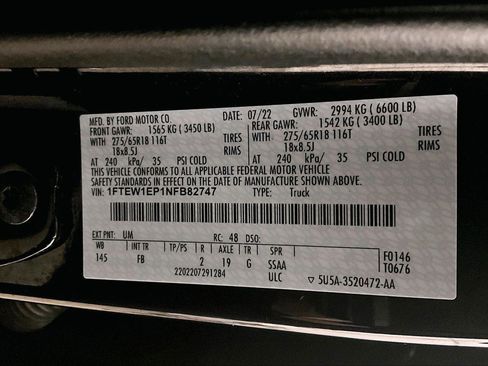 MFD. BY FORD MOTOR CO. DATE: 07/22 GVWR: 2994 KG ( 6600 LB)
FRONT GAWR: 1565 KG ( 3450 LB) REAR GAWR: 1542 KG ( 3400 LB)
WITH 275/65R18 116T TIRES WITH 275/65R18 116T TIRES
18x8.5J RIMS 18x8.5J RIMS
AT 240 kPa/ 35 PSI COLD AT 240 kPa/ 35 PSI COLD
THIS VEHICLE CONFORMS TO ALL APPLICABLE FEDERAL MOTOR VEHICLE
SAFETY STANDARDS IN EFFECT ON THE DATE OF MANUFACTURE SHOWN ABOVE.
VIN: 1FTEW1EP1NFB82747 TYPE: Truck
EXT PNT: UM RC: 48 DSO: F0146
WB INT TR TP/PS R AX TR SPR T0676
145 FB 2 19 G SSAA
2202207291284 ULC 5U5A-3520472-AA